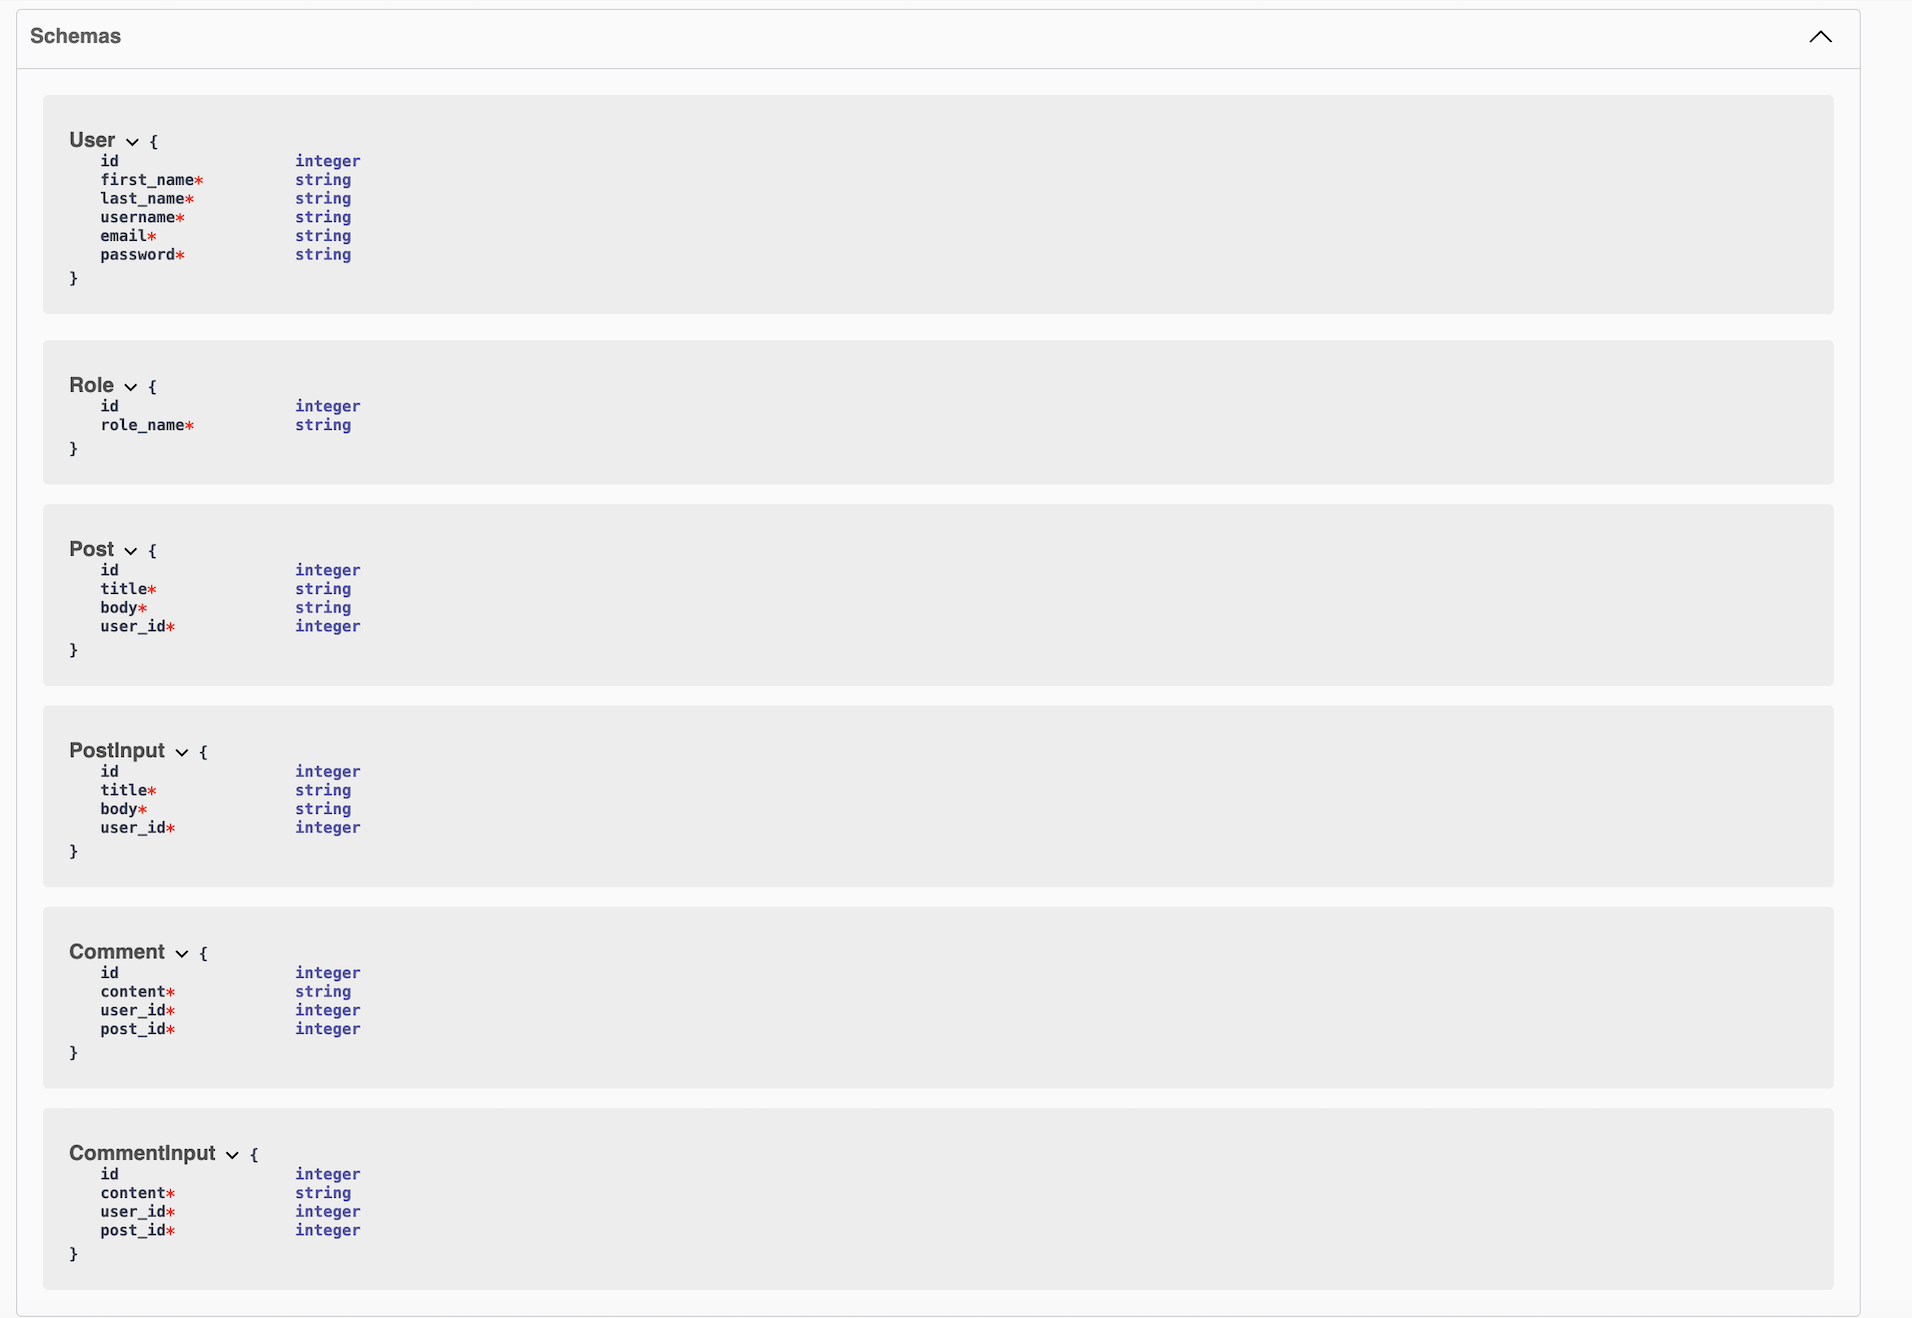 Schemas
User {
id integer
first_name* string
last_name* string
username* string
email* string
password* string
}
Role {
id integer
role_name* string
}
Post {
id integer
title* string
body* string
user_id* integer
}
PostInput {
id integer
title* string
body* string
user_id* integer
}
Comment {
id integer
content* string
user_id* integer
post_id* integer
}
CommentInput {
id integer
content* string
user_id* integer
post_id* integer
}